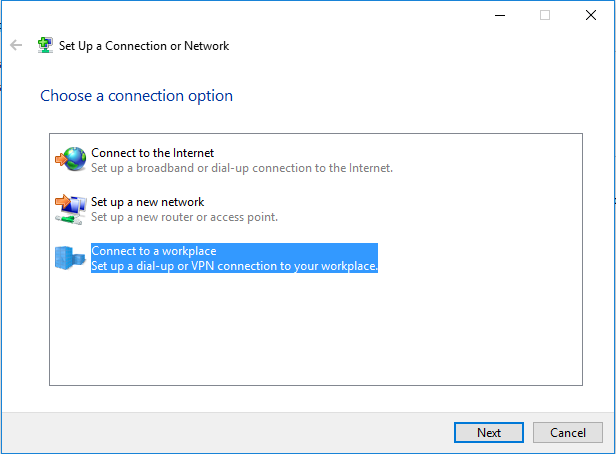 Set Up a Connection or Network
Choose a connection option
Connect to the Internet
Set up a broadband or dial-up connection to the Internet.
Set up a new network
Set up a new router or access point.
Connect to a workplace
Set up a dial-up or VPN connection to your workplace.
Next
Cancel